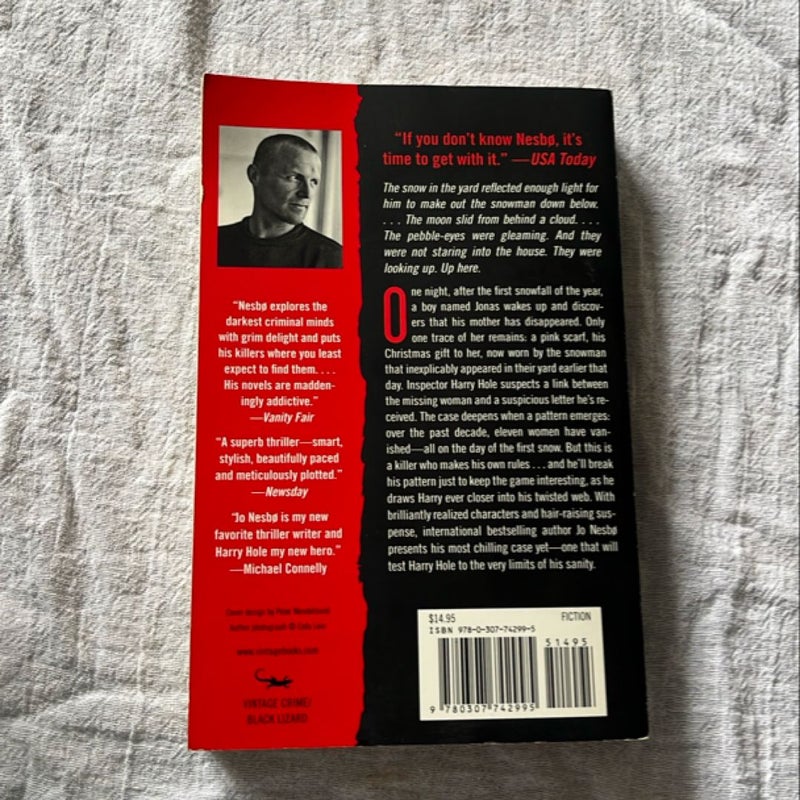 "Nesbø explores the
darkest criminal minds
with grim delight and puts
his killers where you least
expect to find them. . . .
His novels are madden-
ingly addictive."
—Vanity Fair
"A superb thriller—smart,
stylish, beautifully paced
and meticulously plotted."
—Newsday
"Jo Nesbø is my new
favorite thriller writer and
Harry Hole my new hero."
—Michael Connelly
Cover design by Peter Mendelsund
Author photograph ©
www.vintagebooks.com
VINTAGE CRIME/
BLACK LIZARD
"If you don't know Nesbø, it's
time to get with it." —USA Today
The snow in the yard reflected enough light for
him to make out the snowman down below.
. . . The moon slid from behind a cloud. . . .
The pebble-eyes were gleaming. And they
were not staring into the house. They were
looking up. Up here.
One night, after the first snowfall of the year,
a boy named Jonas wakes up and discov-
ers that his mother has disappeared. Only
one trace of her remains: a pink scarf, his
Christmas gift to her, now worn by the snowman
that inexplicably appeared in their yard earlier that
day. Inspector Harry Hole suspects a link between
the missing woman and a suspicious letter he's re-
ceived. The case deepens when a pattern emerges:
over the past decade, eleven women have van-
ished—all on the day of the first snow. But this is
a killer who makes his own rules . . . and he'll break
his pattern just to keep the game interesting, as he
draws Harry ever closer into his twisted web. With
brilliantly realized characters and hair-raising sus-
pense, international bestselling author Jo Nesbø
presents his most chilling case yet—one that will
test Harry Hole to the very limits of his sanity.
$14.95 FICTION
ISBN 978-0-307-74299-5
51495
9 780307 742995